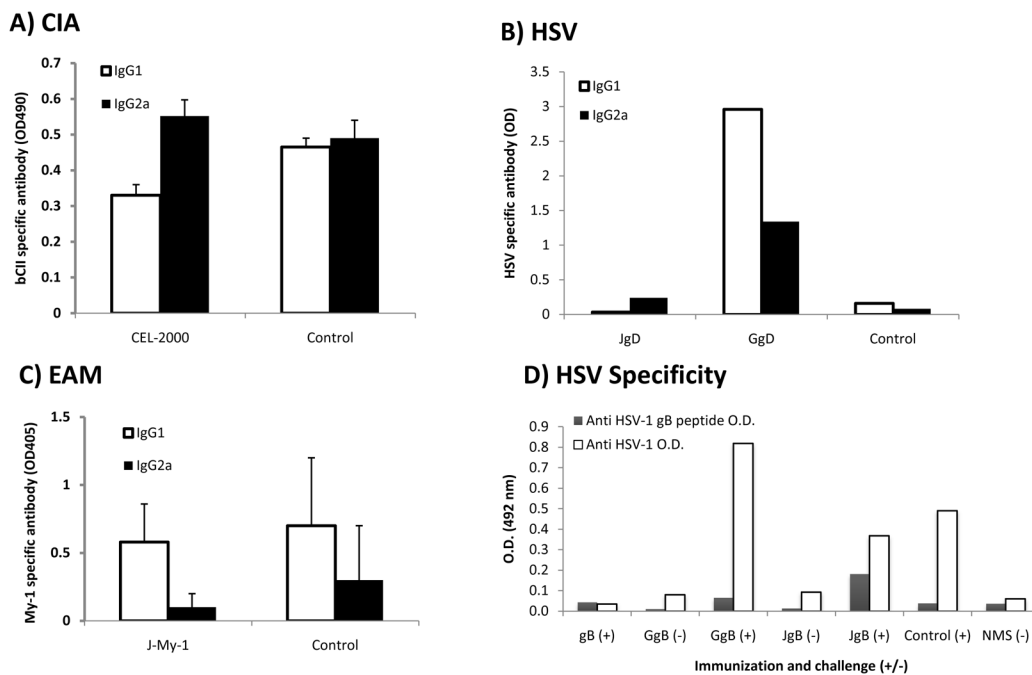 A) CIA
0.7
0.6
0.5
0.4
0.3
0.2
0.1
0
bCII specific antibody (OD490)
IgG1
IgG2a
CEL-2000
Control
B) HSV
3.5
3
2.5
2
1.5
1
0.5
0
HSV specific antibody (OD)
IgG1
IgG2a
JgD
GgD
Control
C) EAM
1.5
1
0.5
0
My-1 specific antibody (OD405)
IgG1
IgG2a
J-My-1
Control
D) HSV Specificity
Anti HSV-1 gB peptide O.D.
Anti HSV-1 O.D.
0.9
0.8
0.7
0.6
0.5
0.4
0.3
0.2
0.1
0.0
O.D. (492 nm)
gB (+)
GgB (-)
GgB (+)
JgB (-)
JgB (+)
Control (+)
NMS (-)
Immunization and challenge (+/-)